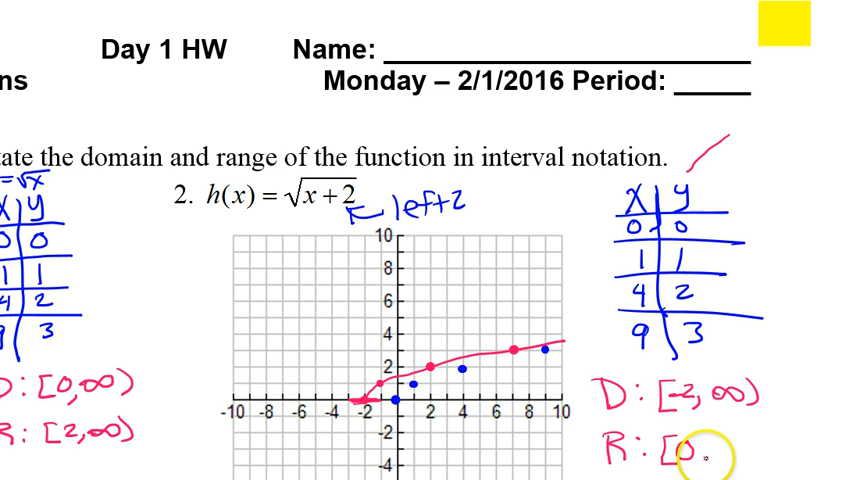 Day 1 HW Name: ____________
ns Monday – 2/1/2016 Period: _____
tate the domain and range of the function in interval notation.
=√x
X y
0 0
1 1
4 2
9 3
D: [0,∞)
R: [2,∞)
2. h(x) = √x + 2
left 2
10
8
6
4
2
-10 -8 -6 -4 -2 2 4 6 8 10
-2
-4
X y
0 0
1 1
4 2
9 3
D: [-2, ∞)
R: [0,